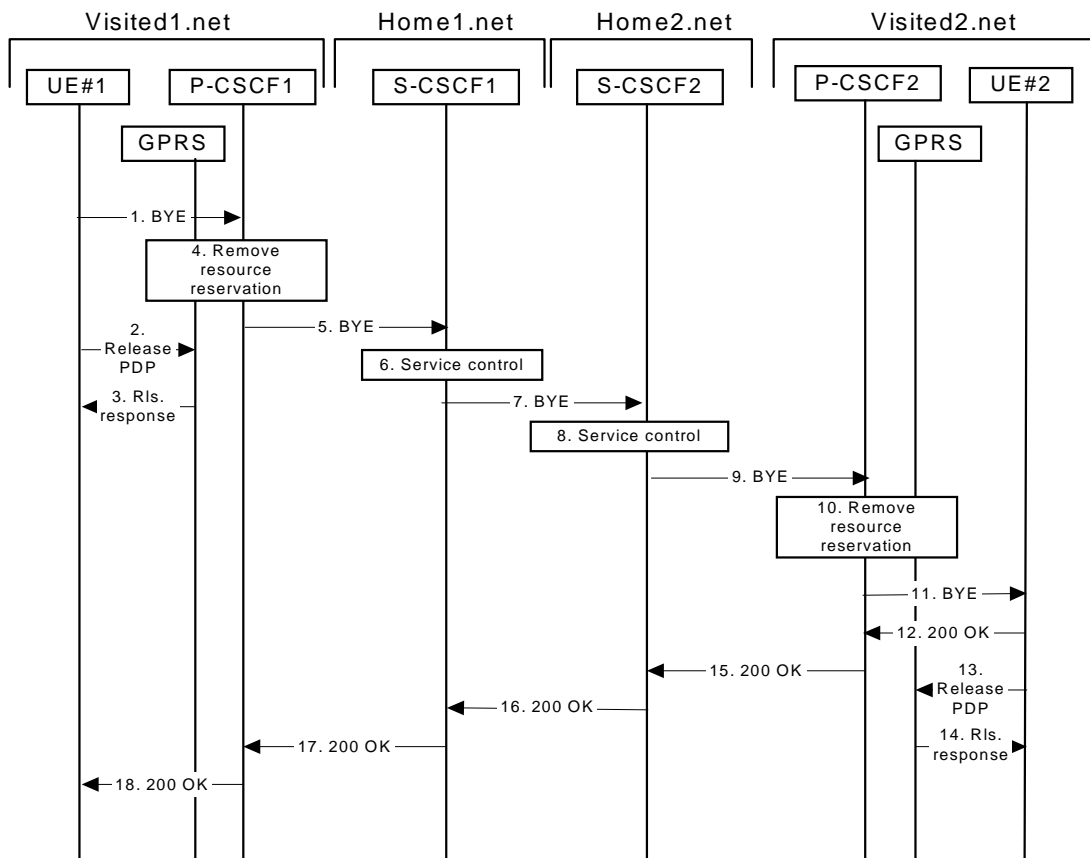 Visited1.net
Home1.net
Home2.net
Visited2.net
UE#1
P-CSCF1
S-CSCF1
S-CSCF2
P-CSCF2
UE#2
GPRS
GPRS
1. BYE
4. Remove
resource
reservation
5. BYE
2.
Release
PDP
6. Service control
3. Rls.
response
7. BYE
8. Service control
9. BYE
10. Remove
resource
reservation
11. BYE
12. 200 OK
15. 200 OK
13.
Release
PDP
16. 200 OK
14. Rls.
response
17. 200 OK
18. 200 OK